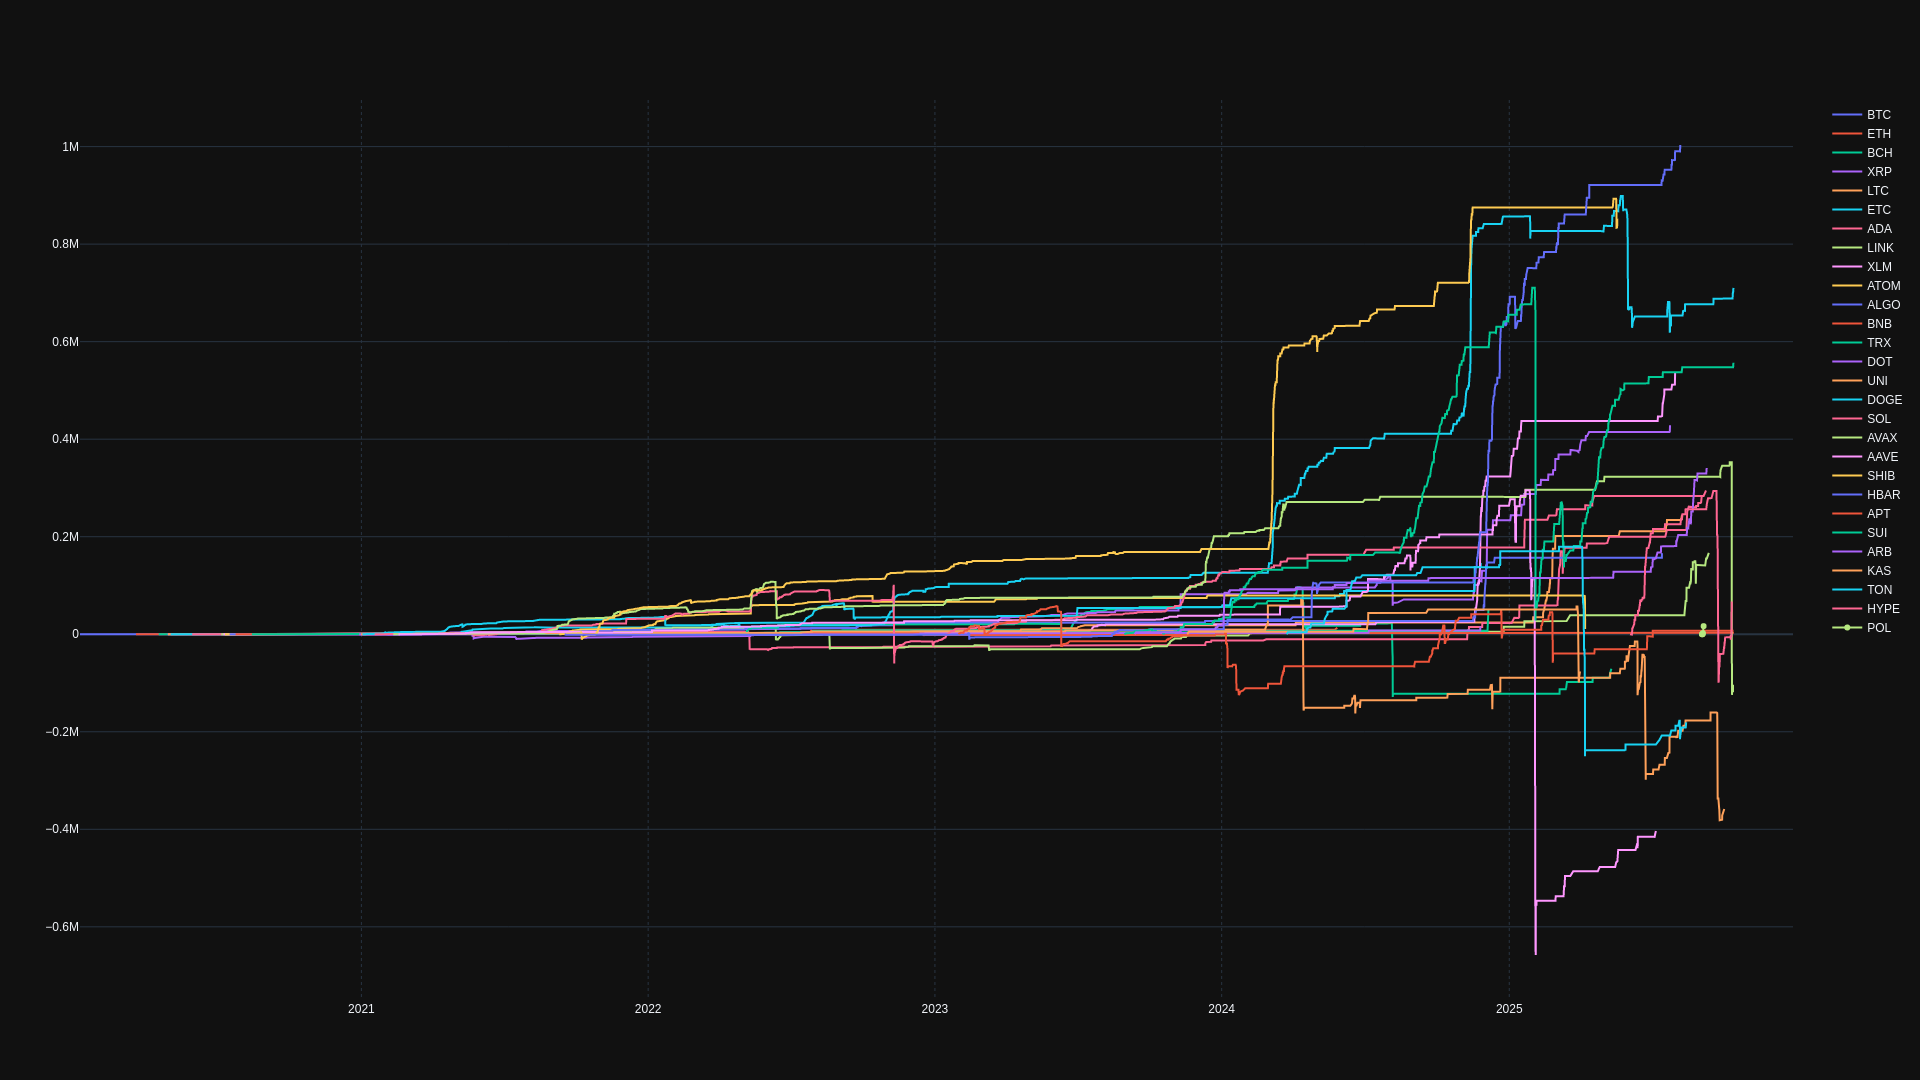 1M
0.8M
0.6M
0.4M
0.2M
0
−0.2M
−0.4M
−0.6M
2021
2022
2023
2024
2025
BTC
ETH
BCH
XRP
LTC
ETC
ADA
LINK
XLM
ATOM
ALGO
BNB
TRX
DOT
UNI
DOGE
SOL
AVAX
AAVE
SHIB
HBAR
APT
SUI
ARB
KAS
TON
HYPE
POL